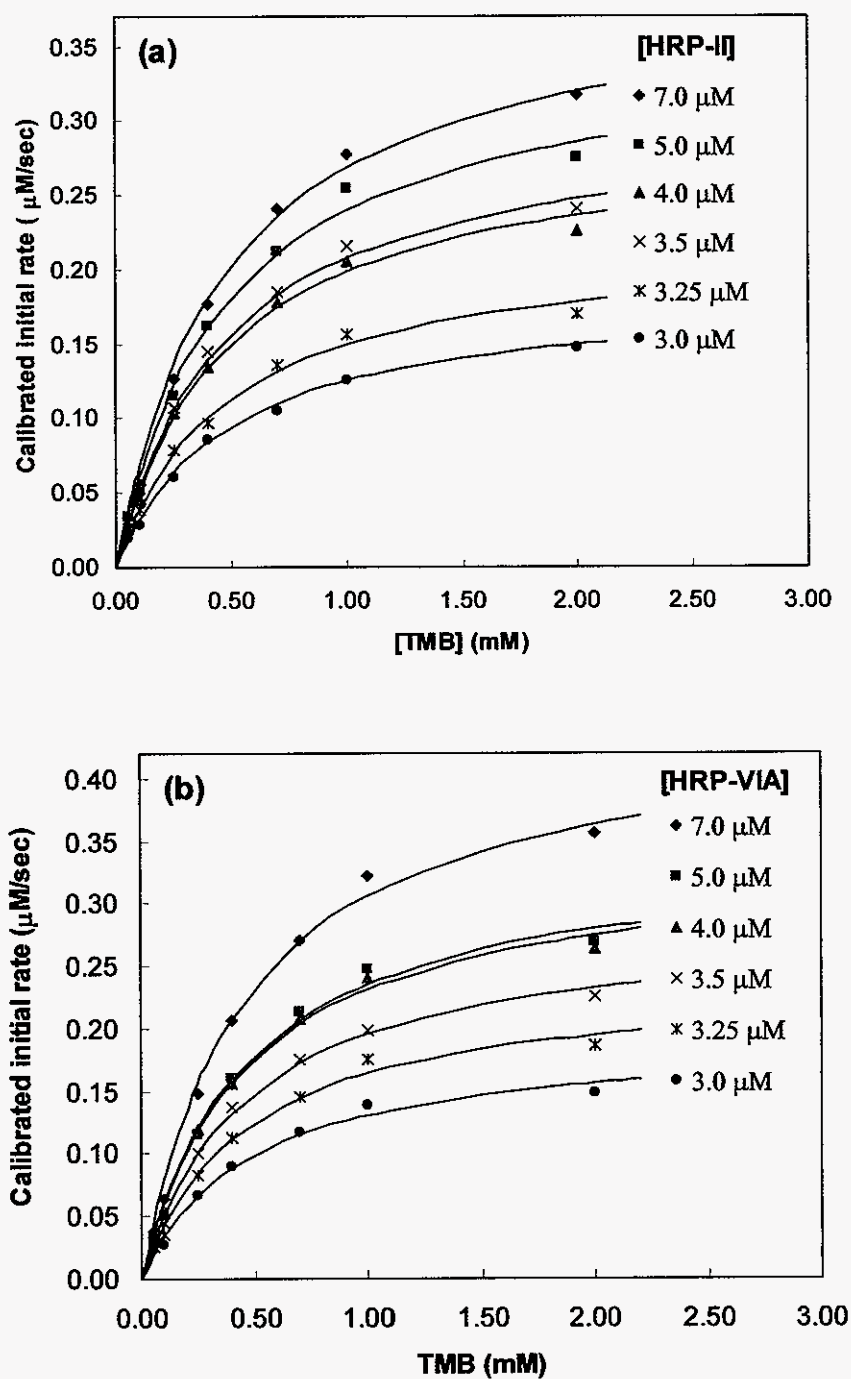 (a)
[HRP-II]
7.0 μM
5.0 μM
4.0 μM
3.5 μM
3.25 μM
3.0 μM
Calibrated initial rate ( μM/sec)
0.35
0.30
0.25
0.20
0.15
0.10
0.05
0.00
0.00 0.50 1.00 1.50 2.00 2.50 3.00
[TMB] (mM)
(b)
[HRP-VIA]
7.0 μM
5.0 μM
4.0 μM
3.5 μM
3.25 μM
3.0 μM
Calibrated initial rate (μM/sec)
0.40
0.35
0.30
0.25
0.20
0.15
0.10
0.05
0.00
0.00 0.50 1.00 1.50 2.00 2.50 3.00
TMB (mM)